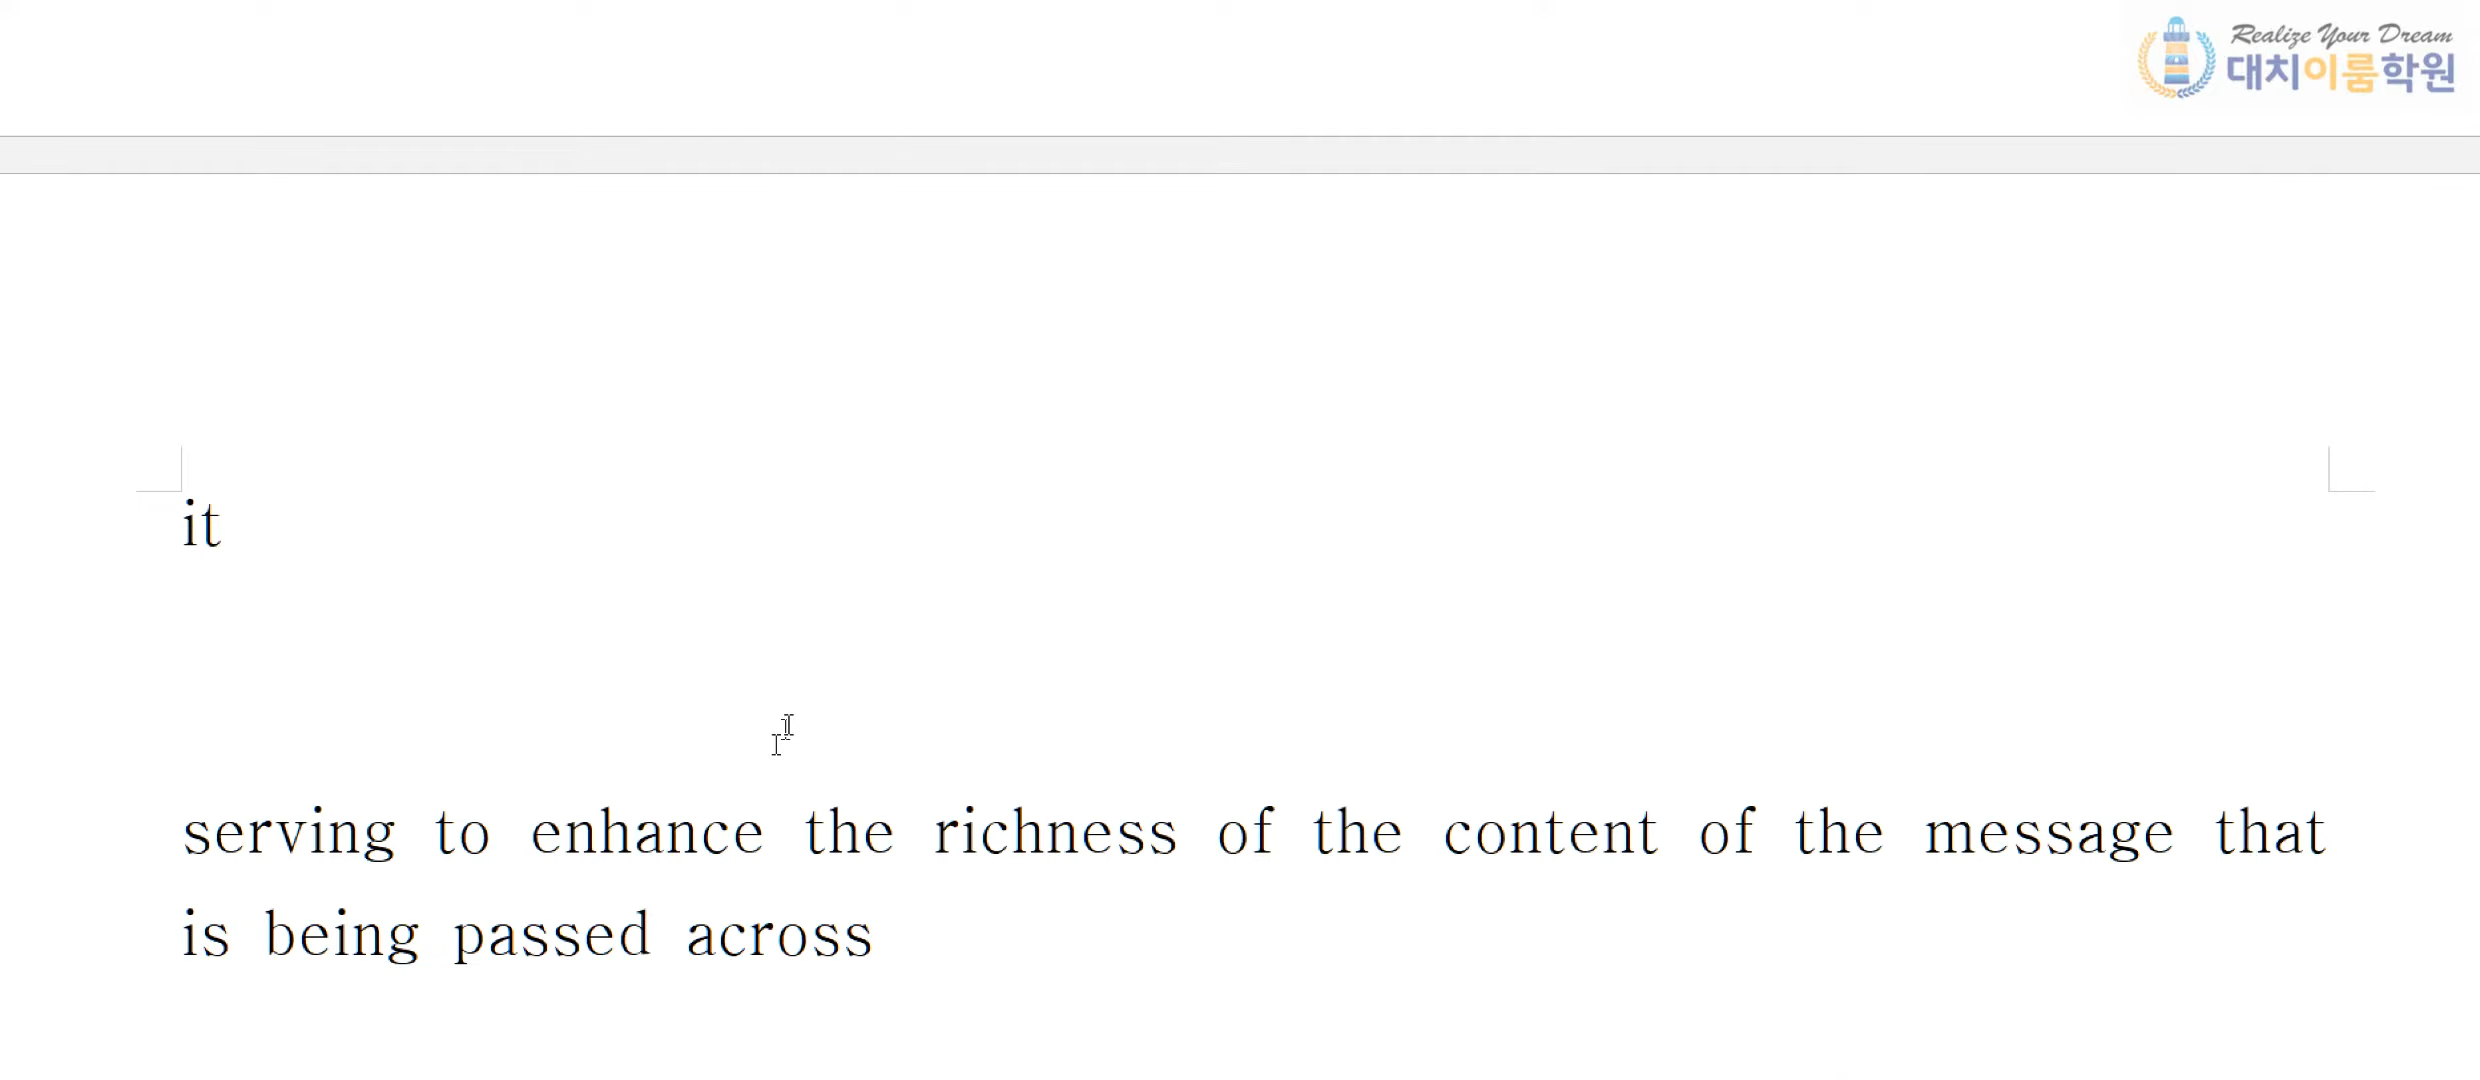 Realize Your Dream
대치이룸학원
it
serving to enhance the richness of the content of the message that
is being passed across